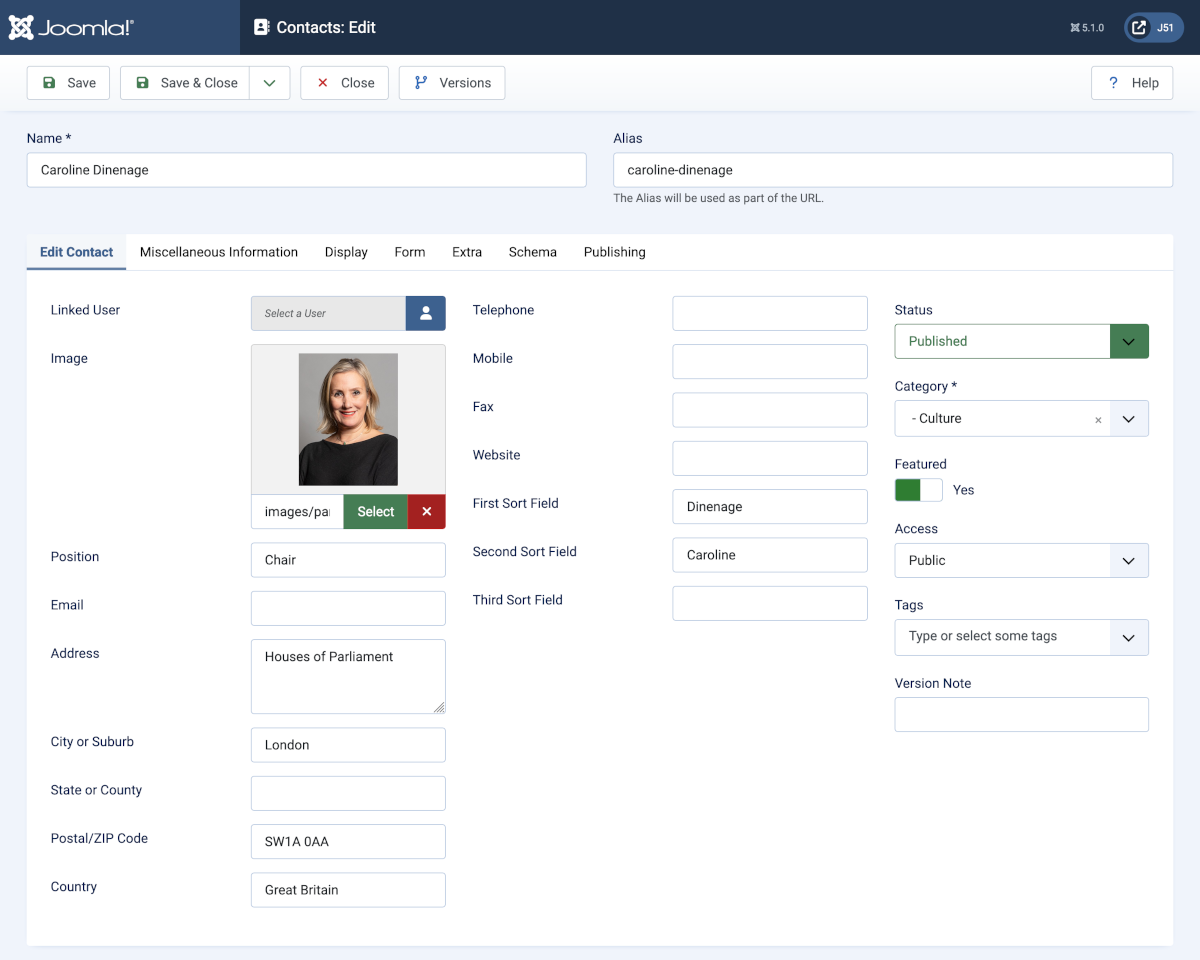 Joomla!®
Contacts: Edit
5.1.0
J51
Save
Save & Close
Close
Versions
? Help
Name *
Caroline Dinenage
Alias
caroline-dinenage
The Alias will be used as part of the URL.
Edit Contact
Miscellaneous Information
Display
Form
Extra
Schema
Publishing
Linked User
Select a User
Image
images/pa
Select
Position
Chair
Email
Address
Houses of Parliament
City or Suburb
London
State or County
Postal/ZIP Code
SW1A 0AA
Country
Great Britain
Telephone
Mobile
Fax
Website
First Sort Field
Dinenage
Second Sort Field
Caroline
Third Sort Field
Status
Published
Category *
- Culture
×
Featured
Yes
Access
Public
Tags
Type or select some tags
Version Note